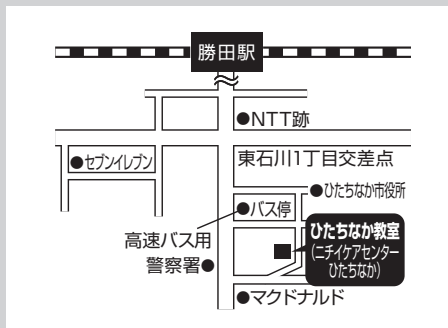 勝田駅
●NTT跡
●セブンイレブン
東石川1丁目交差点
●ひたちなか市役所
●バス停
高速バス用
警察署●
ひたちなか教室
(ニチイケアセンター
ひたちなか)
●マクドナルド